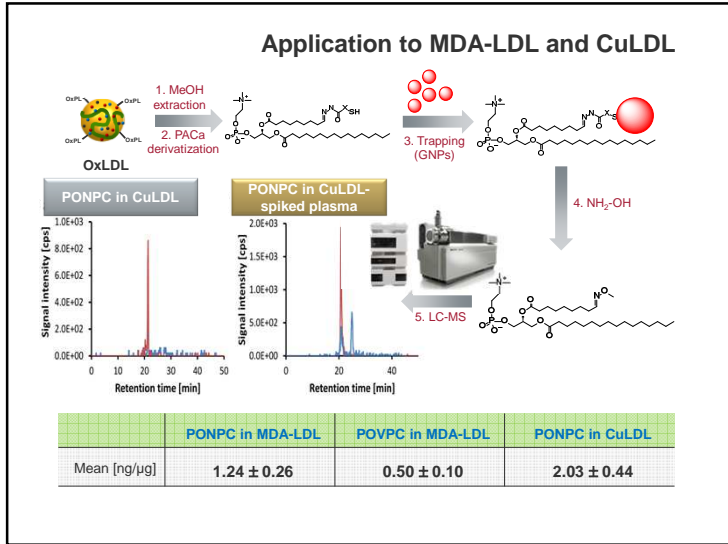 Application to MDA-LDL and CuLDL
OxPL
OxPL
OxPL
OxPL
OxLDL
1. MeOH
extraction
2. PACa
derivatization
3. Trapping
(GNPs)
4. NH2-OH
5. LC-MS
PONPC in CuLDL
Signal intensity [cps]
1.0E+03
8.0E+02
6.0E+02
4.0E+02
2.0E+02
0.0E+00
0 10 20 30 40 50
Retention time [min]
PONPC in CuLDL-
spiked plasma
Signal intensity [cps]
2.0E+03
1.5E+03
1.0E+03
5.0E+02
0.0E+00
0 20 40
Retention time [min]
PONPC in MDA-LDL POVPC in MDA-LDL PONPC in CuLDL
Mean [ng/µg] 1.24 ± 0.26 0.50 ± 0.10 2.03 ± 0.44